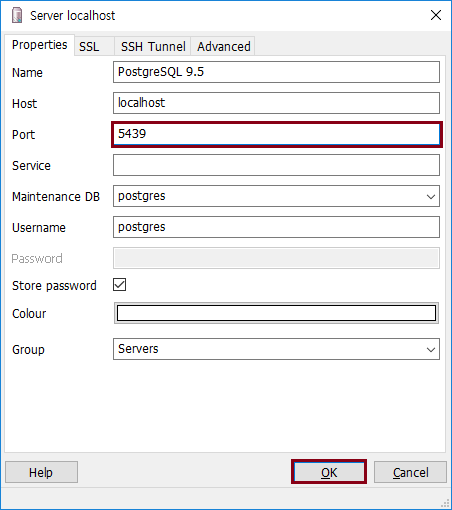 Server localhost
Properties SSL SSH Tunnel Advanced
Name PostgreSQL 9.5
Host localhost
Port 5439
Service
Maintenance DB postgres
Username postgres
Password
Store password
Colour
Group Servers
Help OK Cancel